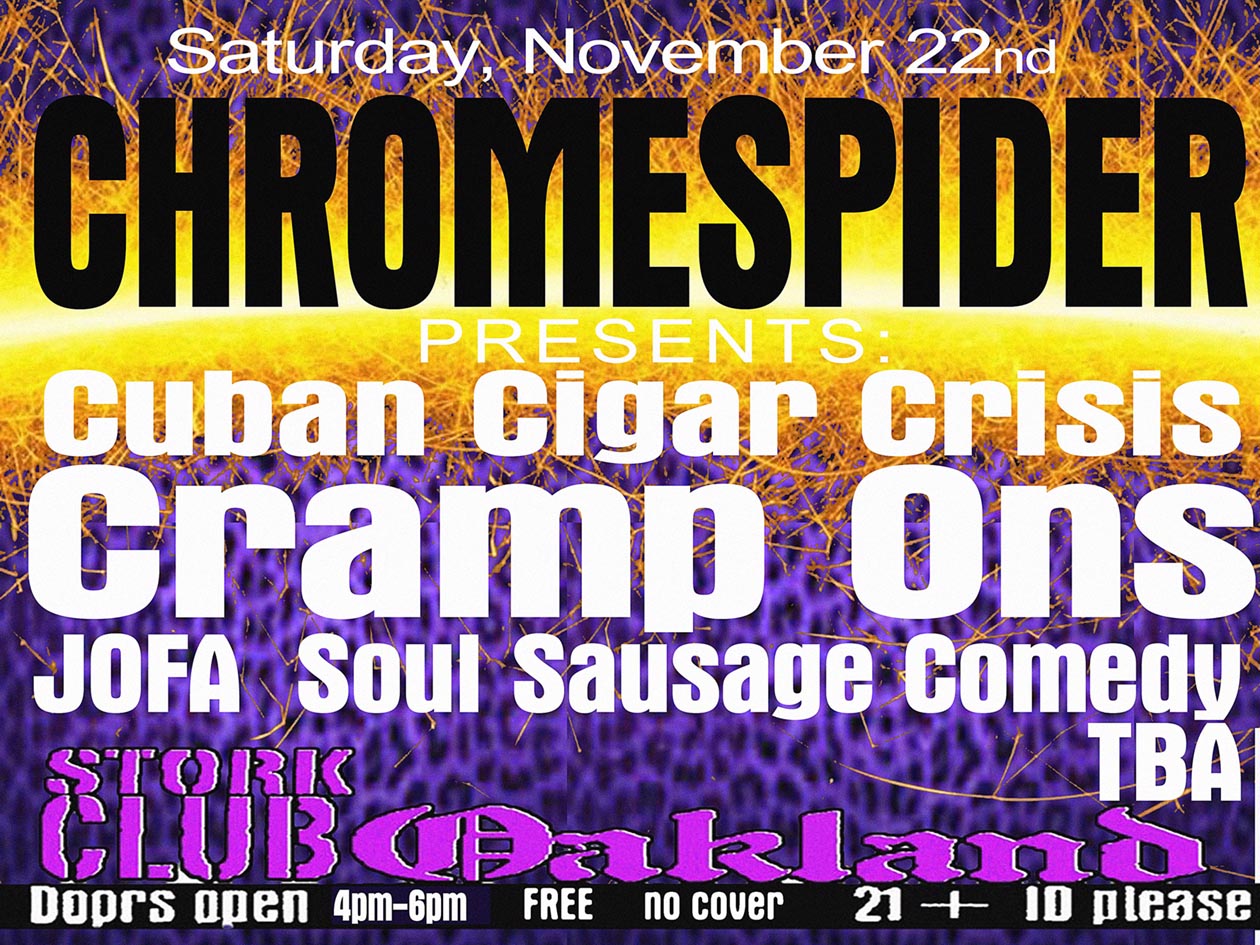 Saturday, November 22nd
CHROMESPIDER
PRESENTS:
Cuban Cigar Crisis
Cramp Ons
JOFA Soul Sausage Comedy
TBA
STORK
CLUB Oakland
Doors open 4pm-6pm FREE no cover 21+ ID please